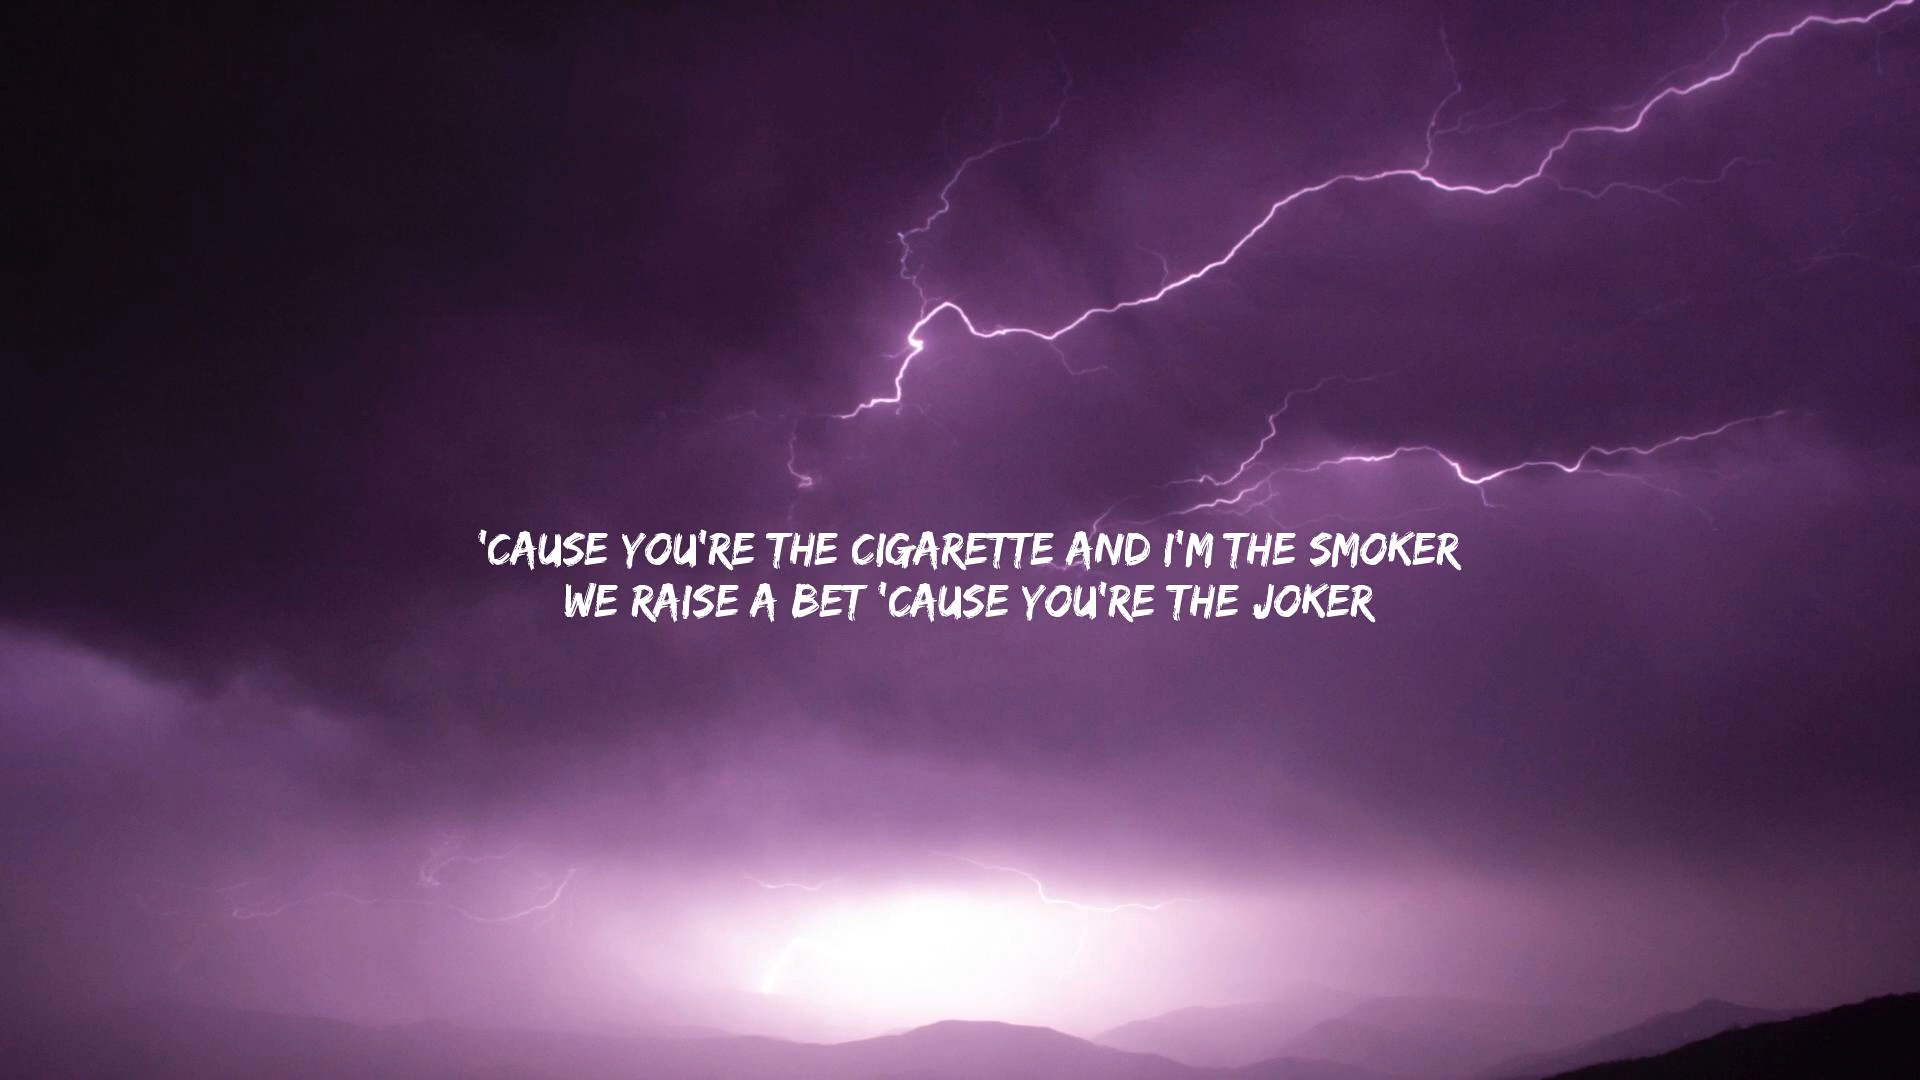 'CAUSE YOU'RE THE CIGARETTE AND I'M THE SMOKER
WE RAISE A BET 'CAUSE YOU'RE THE JOKER